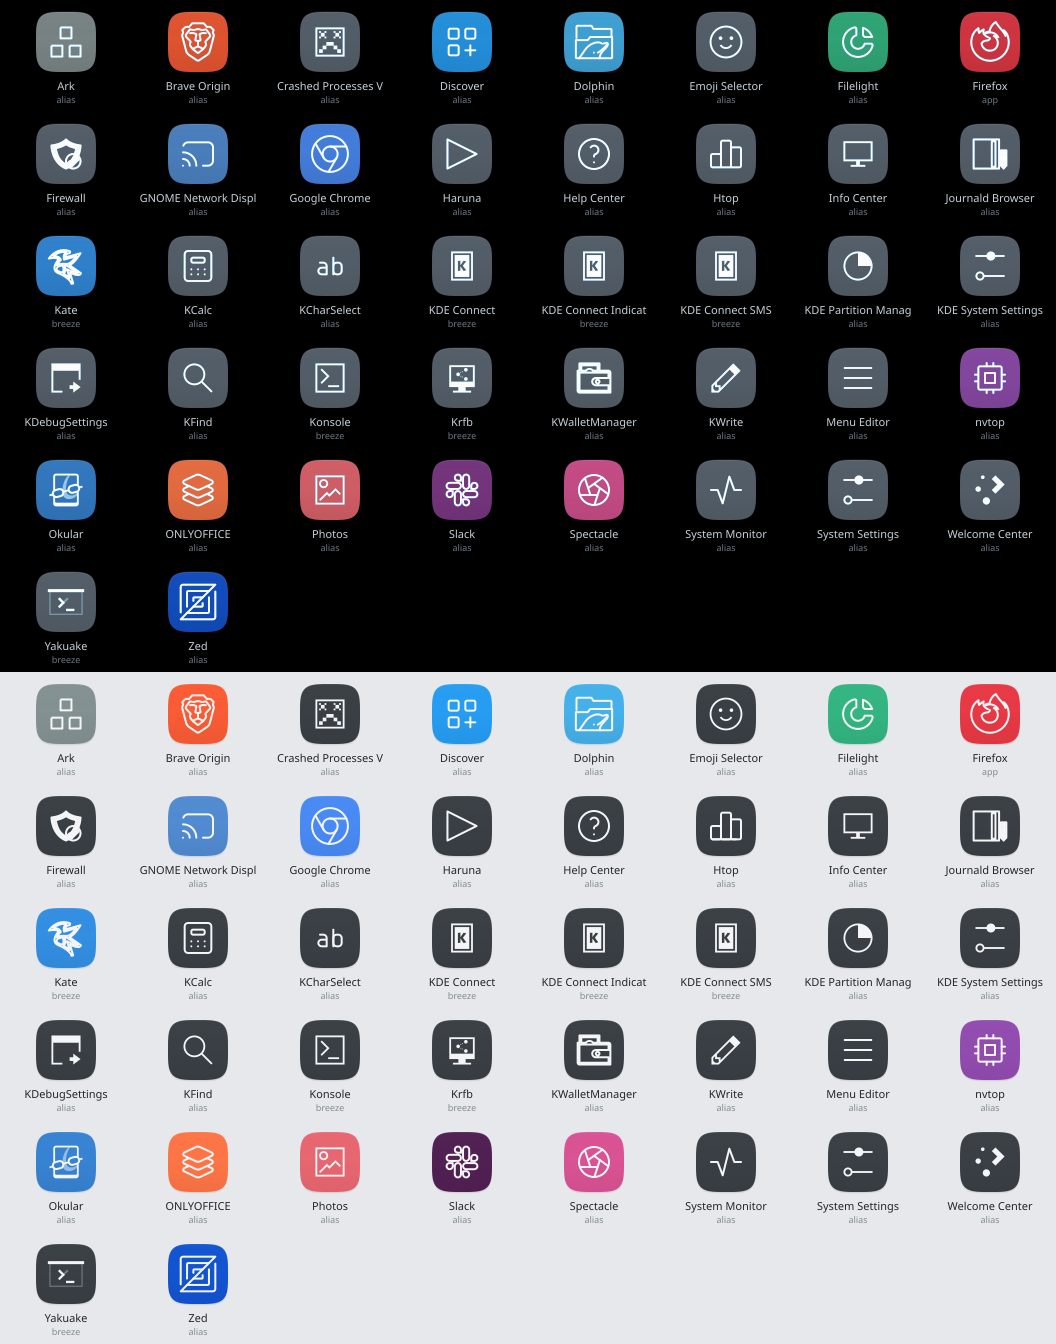 Ark Brave Origin Crashed Processes V Discover Dolphin Emoji Selector Filelight Firefox
alias alias alias alias alias alias alias app
Firewall GNOME Network Displ Google Chrome Haruna Help Center Htop Info Center Journald Browser
alias alias alias alias alias alias alias alias
ab
K K K
Kate KCalc KCharSelect KDE Connect KDE Connect Indicat KDE Connect SMS KDE Partition Manag KDE System Settings
breeze alias alias breeze breeze breeze alias alias
KDebugSettings KFind Konsole Krfb KWalletManager KWrite Menu Editor nvtop
alias alias breeze breeze alias alias alias alias
Okular ONLYOFFICE Photos Slack Spectacle System Monitor System Settings Welcome Center
alias alias alias alias alias alias alias alias
Yakuake Zed
breeze alias
Ark Brave Origin Crashed Processes V Discover Dolphin Emoji Selector Filelight Firefox
alias alias alias alias alias alias alias app
Firewall GNOME Network Displ Google Chrome Haruna Help Center Htop Info Center Journald Browser
alias alias alias alias alias alias alias alias
ab
K K K
Kate KCalc KCharSelect KDE Connect KDE Connect Indicat KDE Connect SMS KDE Partition Manag KDE System Settings
breeze alias alias breeze breeze breeze alias alias
KDebugSettings KFind Konsole Krfb KWalletManager KWrite Menu Editor nvtop
alias alias breeze breeze alias alias alias alias
Okular ONLYOFFICE Photos Slack Spectacle System Monitor System Settings Welcome Center
alias alias alias alias alias alias alias alias
Yakuake Zed
breeze alias